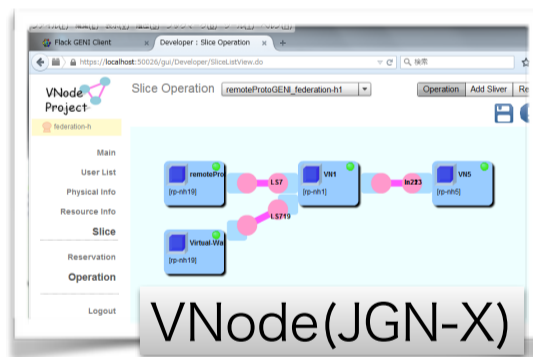 Flack GENI Client × Developer : Slice Operation × +
https://localhost:50026/gui/Developer/SliceListView.do 検索
VNode
Project
Slice Operation remoteProtoGENI_federation-h1 Operation Add Sliver Re
federation-h
Main
User List
Physical Info
Resource Info
Slice
Reservation
Operation
Logout
remotePro
[rp-nh19]
LS7
VN1
[rp-nh1]
VN5
[rp-nh5]
LS719
Virtual-Wa
[rp-nh19]
VNode(JGN-X)